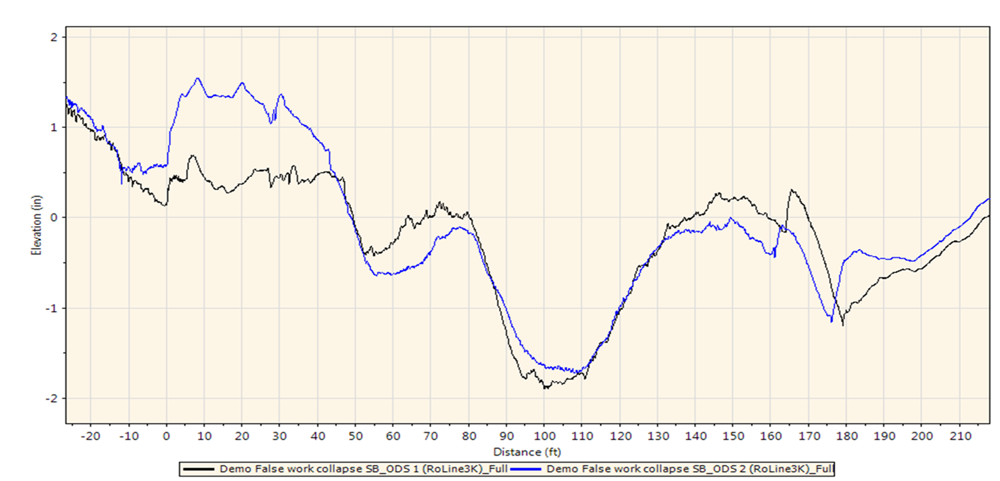 2
1
0
-1
-2
Elevation (in)
-20 -10 0 10 20 30 40 50 60 70 80 90 100 110 120 130 140 150 160 170 180 190 200 210
Distance (ft)
Demo False work collapse SB_ODS 1 (RoLine3K)_Full Demo False work collapse SB_ODS 2 (RoLine3K)_Full